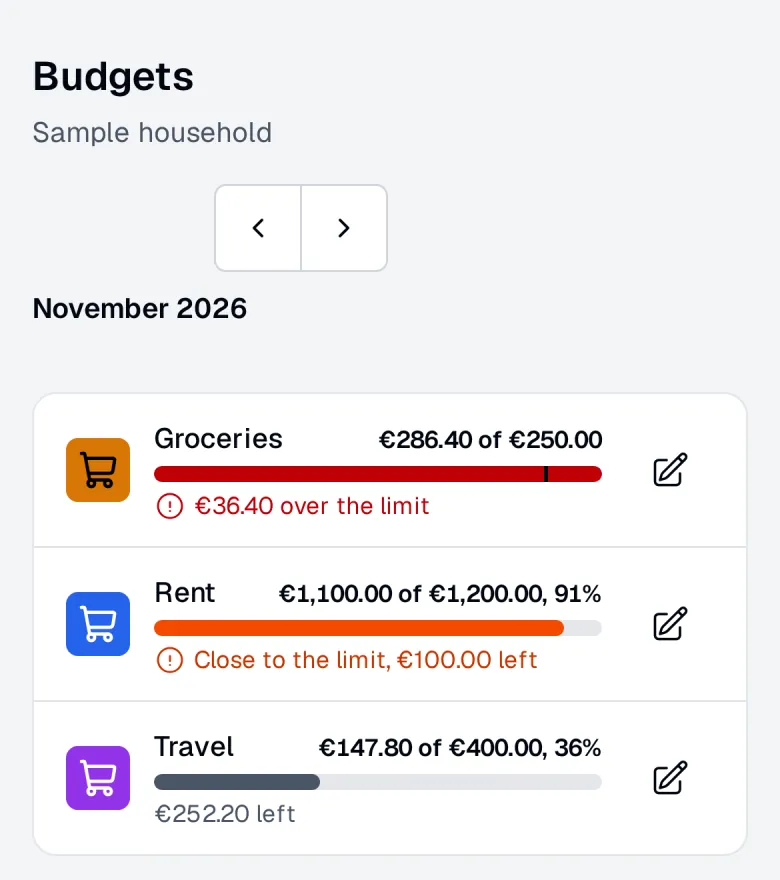 Budgets
Sample household
November 2026
Groceries €286.40 of €250.00
€36.40 over the limit
Rent €1,100.00 of €1,200.00, 91%
Close to the limit, €100.00 left
Travel €147.80 of €400.00, 36%
€252.20 left